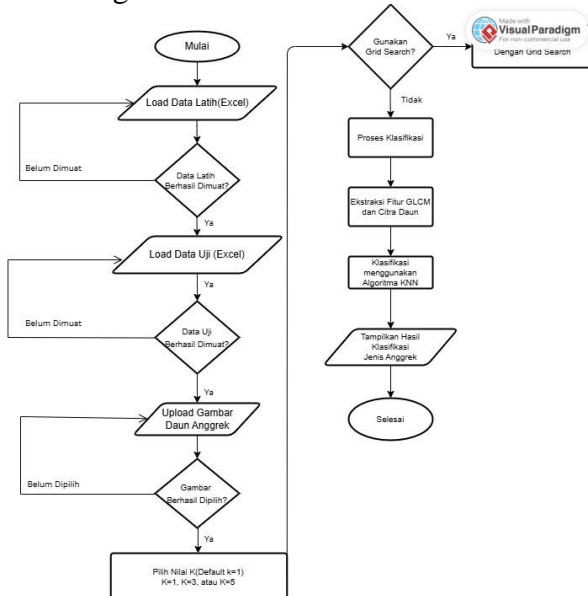 Mulai
Load Data Latih(Excel)
Belum Dimuat
Data Latih
Berhasil Dimuat?
Ya
Load Data Uji (Excel)
Ya
Belum Dimuat
Data Uji
Berhasil Dimuat?
Ya
Upload Gambar
Daun Anggrek
Belum Dipilih
Gambar
Berhasil Dipilih?
Ya
Pilih Nilai K(Default k=1)
K=1, K=3, atau K=5
Gunakan
Grid Search?
Ya
Made with
Visual Paradigm
For non-commercial use
Dengan Grid Search
Tidak
Proses Klasifikasi
Ekstraksi Fitur GLCM
dan Citra Daun
Klasifikasi
menggunakan
Algoritma KNN
Tampilkan Hasil
Klasifikasi
Jenis Anggrek
Selesai